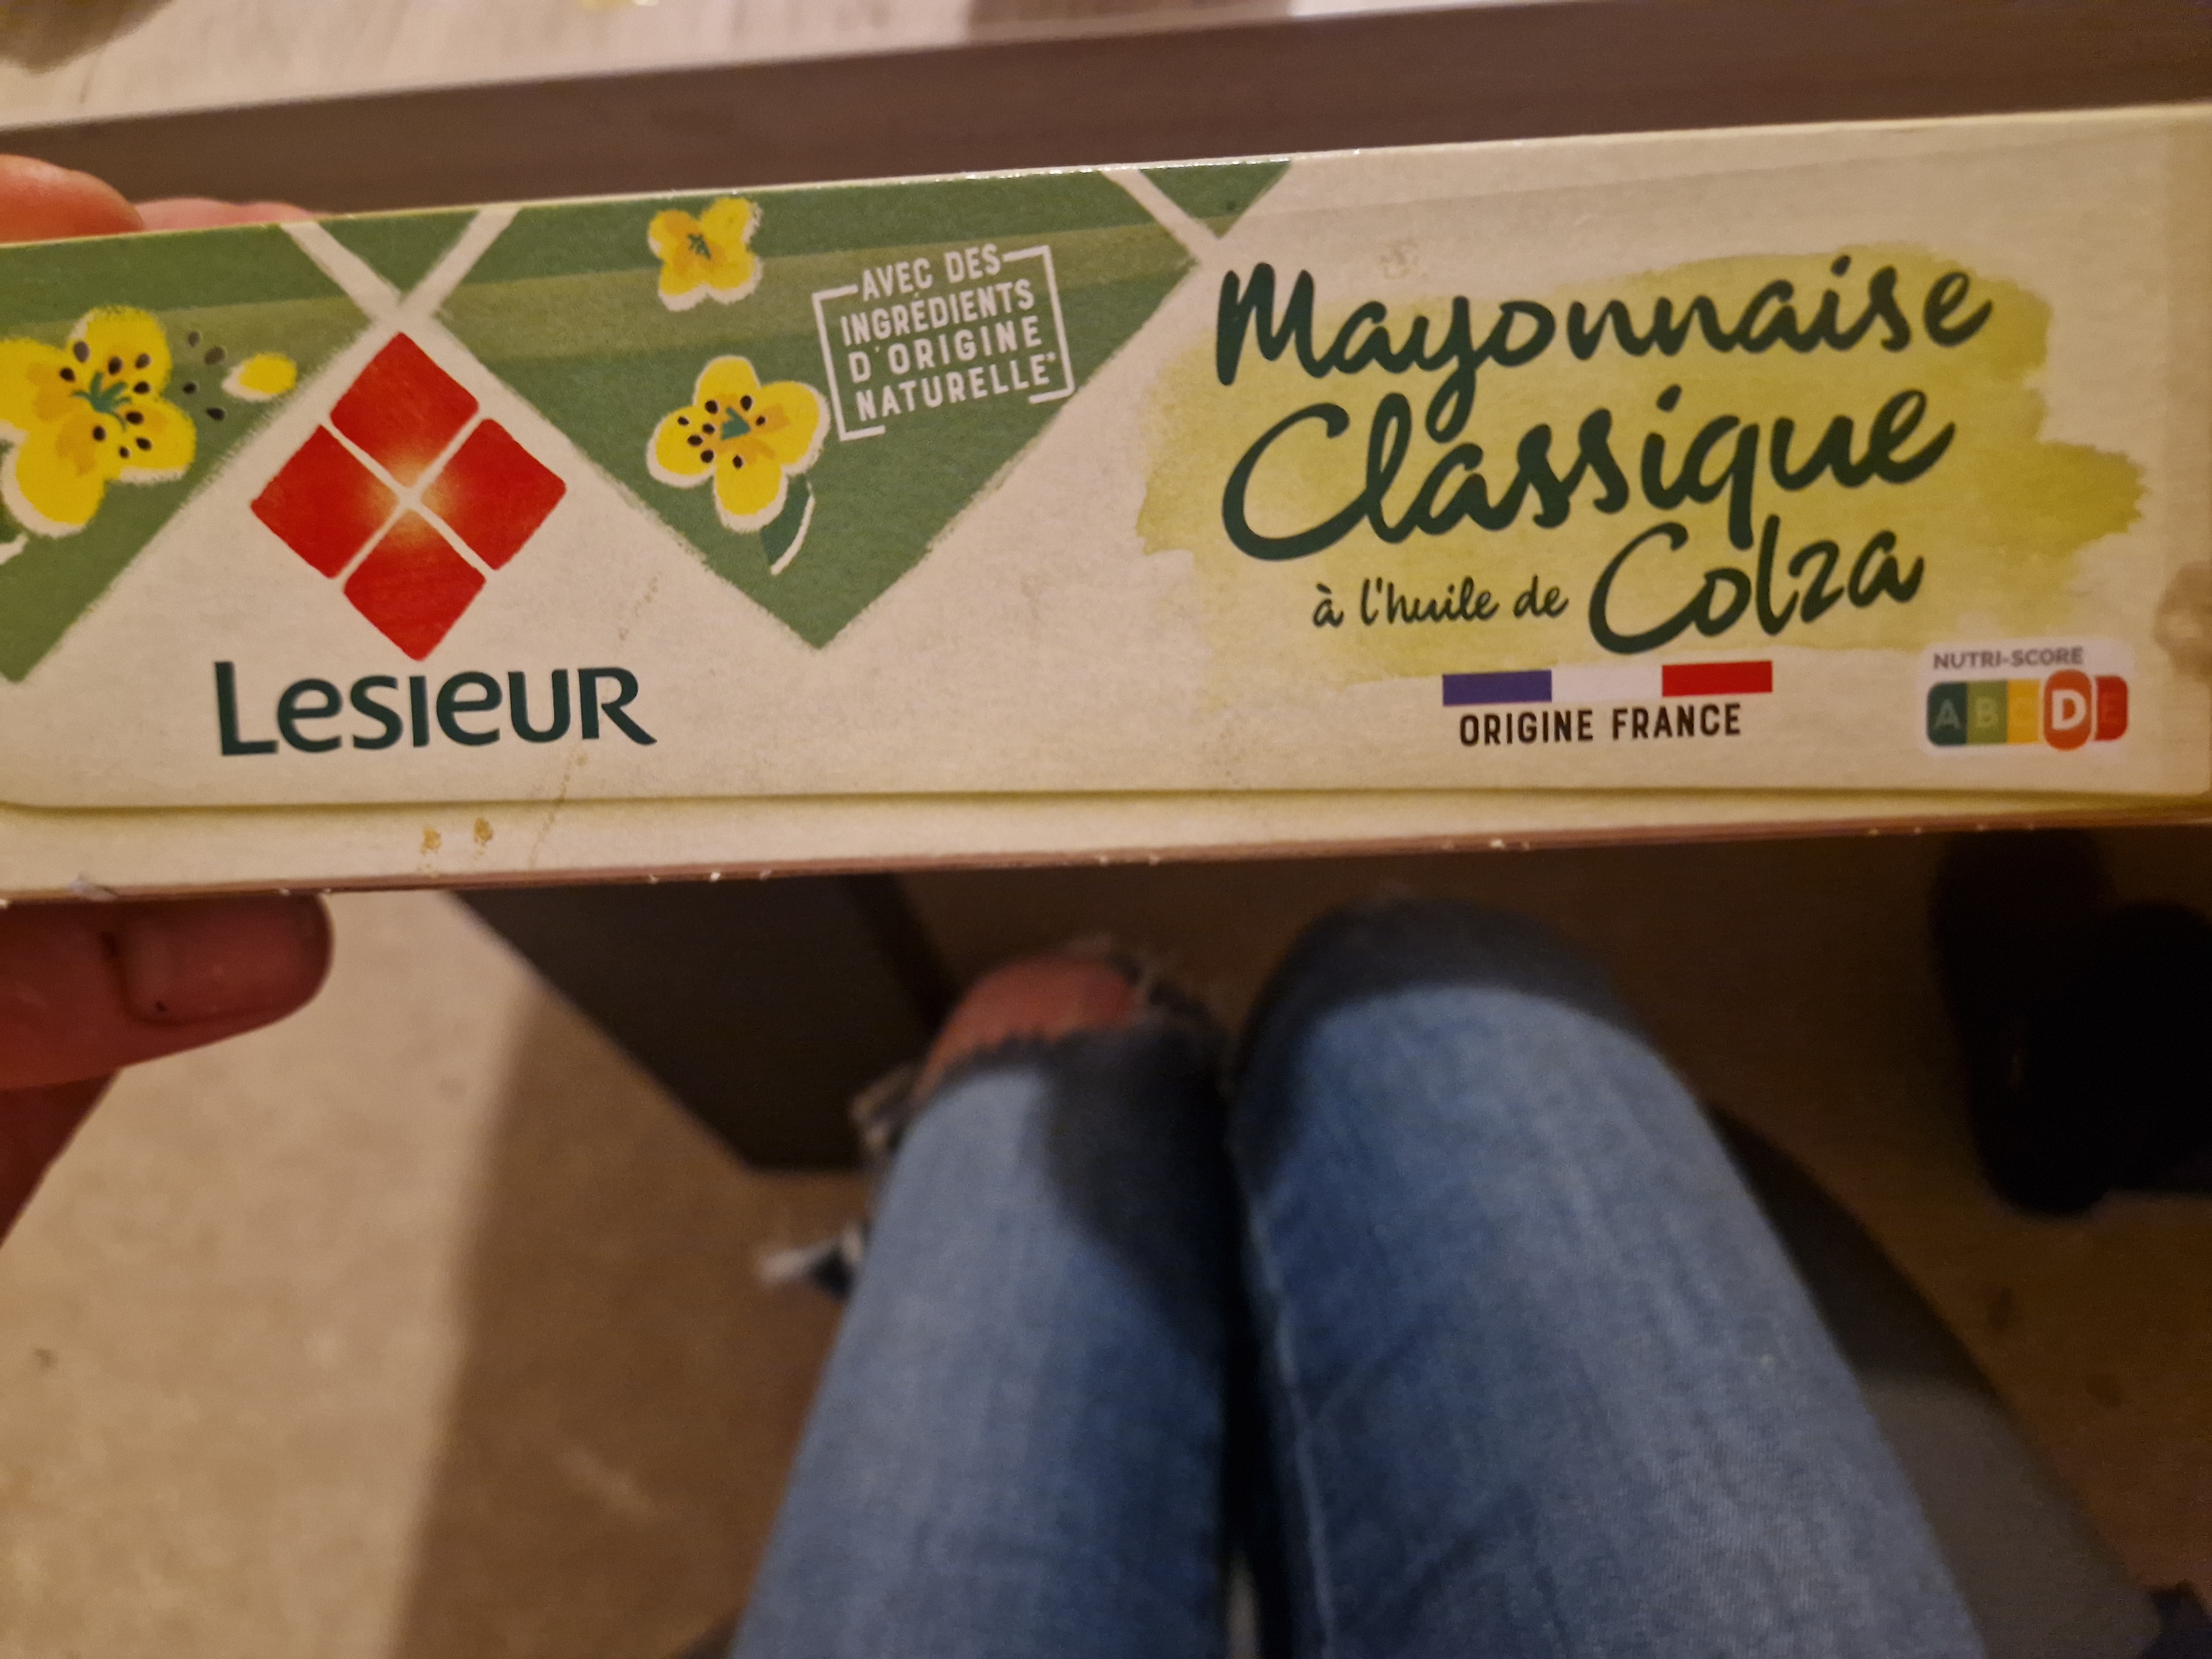 AVEC DES
INGRÉDIENTS
D'ORIGINE
NATURELLE*
Lesieur
Mayonnaise
Classique
à l'huile de Colza
ORIGINE FRANCE
NUTRI-SCORE
A B C D E